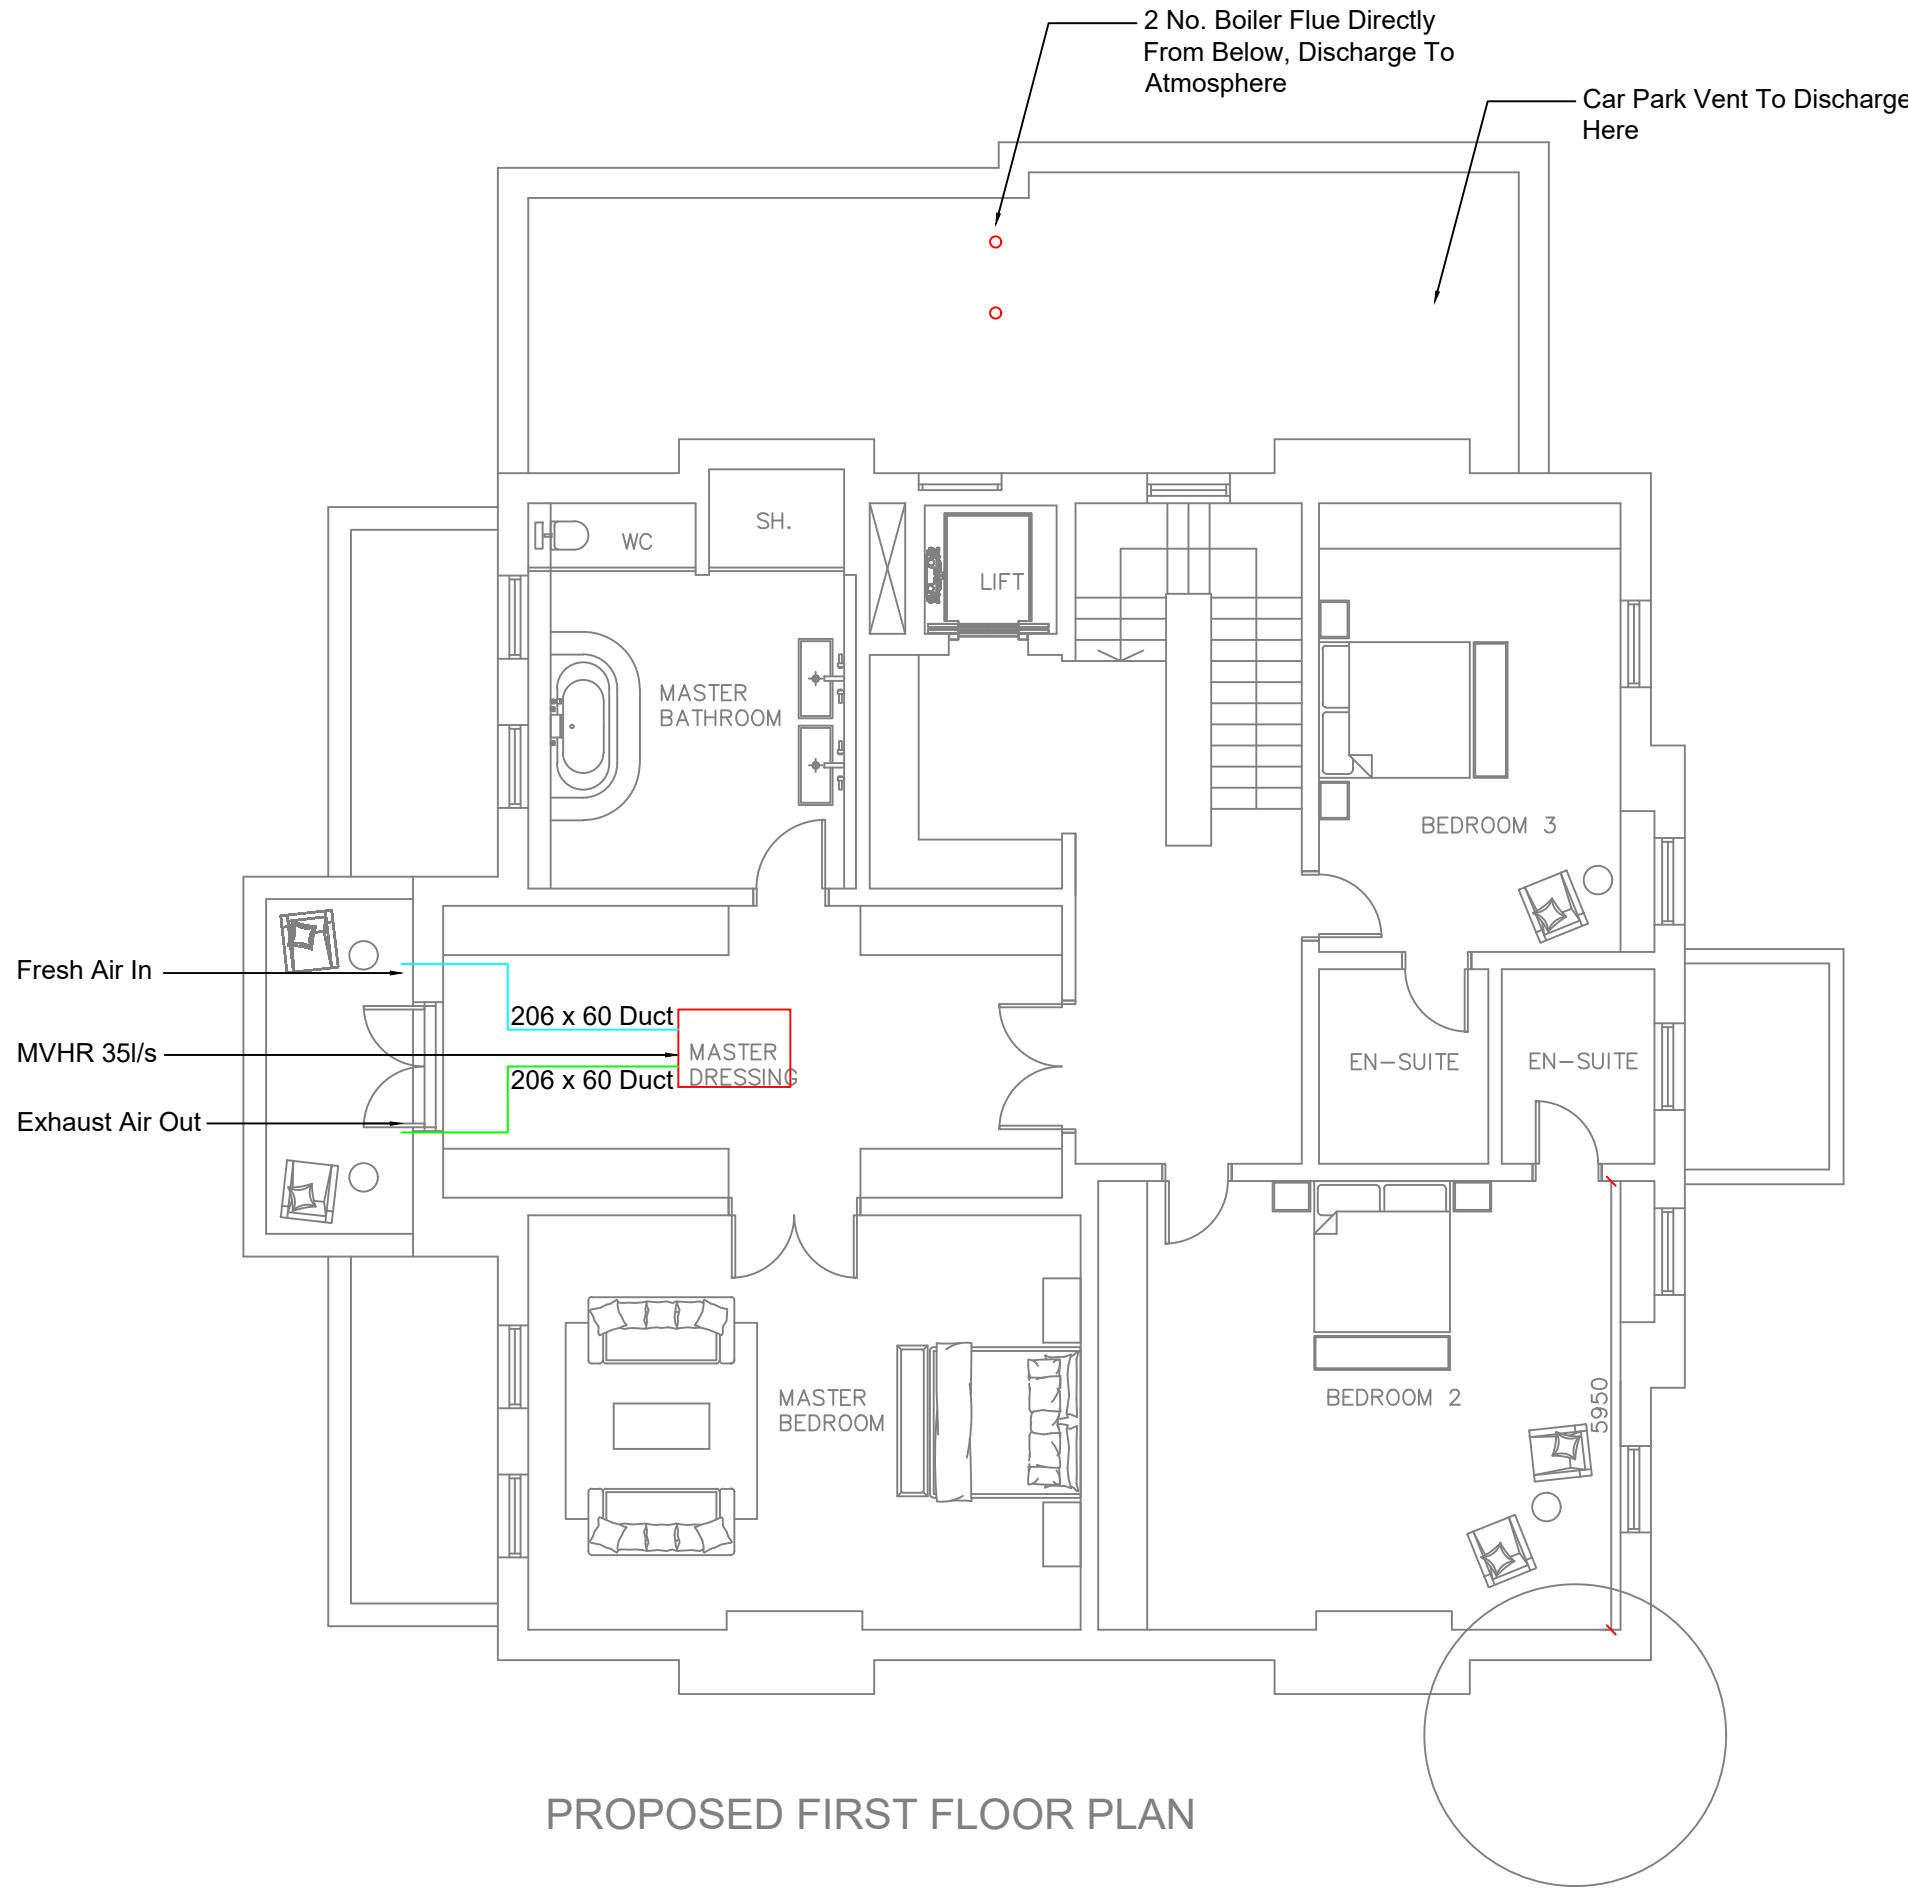 2 No. Boiler Flue Directly
From Below, Discharge To
Atmosphere
Car Park Vent To Discharge
Here
WC
SH.
LIFT
MASTER
BATHROOM
BEDROOM 3
Fresh Air In
206 x 60 Duct
MVHR 35l/s
MASTER
DRESSING
206 x 60 Duct
Exhaust Air Out
EN-SUITE
EN-SUITE
MASTER
BEDROOM
BEDROOM 2
5950
PROPOSED FIRST FLOOR PLAN